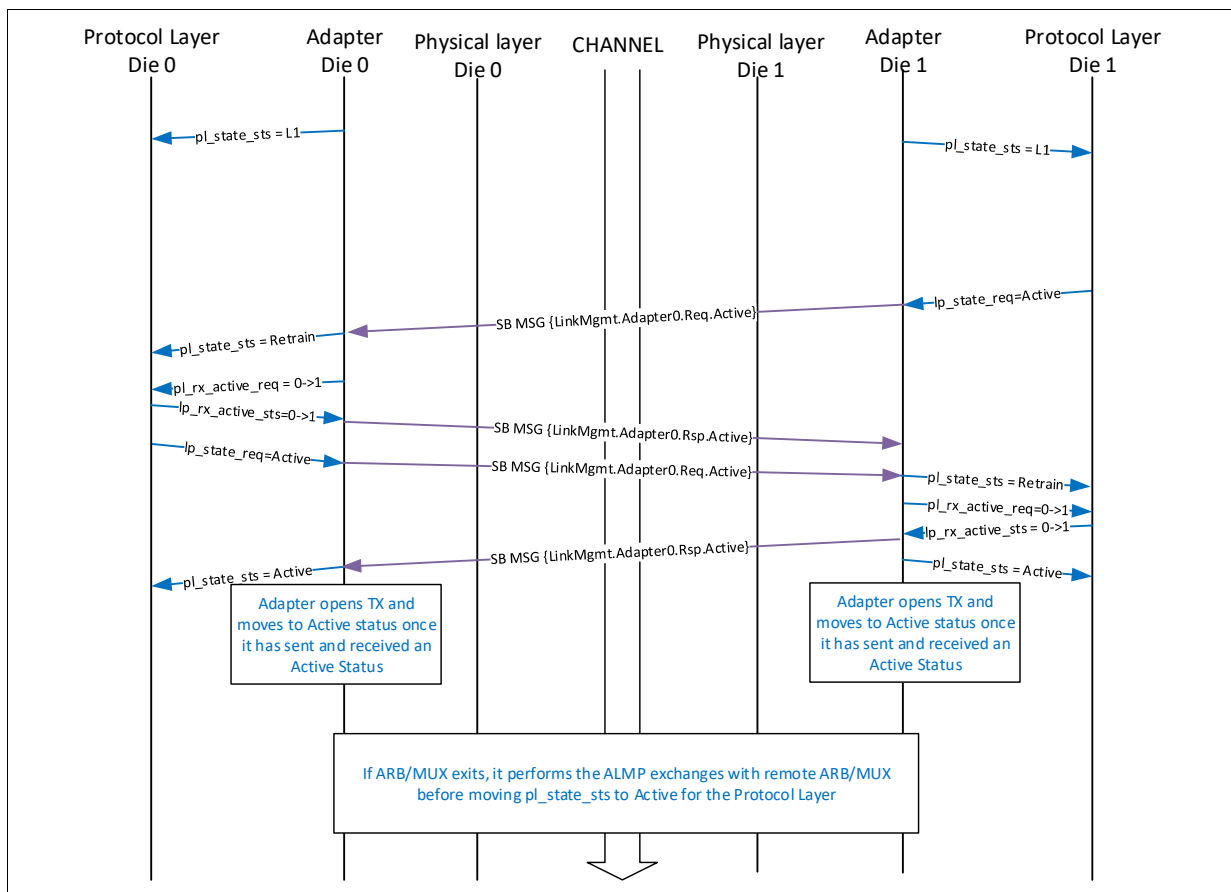 Protocol Layer
Die 0
Adapter
Die 0
Physical layer
Die 0
CHANNEL
Physical layer
Die 1
Adapter
Die 1
Protocol Layer
Die 1
pl_state_sts = L1
pl_state_sts = L1
lp_state_req=Active
SB MSG {LinkMgmt.Adapter0.Req.Active}
pl_state_sts = Retrain
pl_rx_active_req = 0->1
lp_rx_active_sts=0->1
SB MSG {LinkMgmt.Adapter0.Rsp.Active}
lp_state_req=Active
SB MSG {LinkMgmt.Adapter0.Req.Active}
pl_state_sts = Retrain
pl_rx_active_req=0->1
lp_rx_active_sts = 0->1
SB MSG {LinkMgmt.Adapter0.Rsp.Active}
pl_state_sts = Active
pl_state_sts = Active
Adapter opens TX and
moves to Active status once
it has sent and received an
Active Status
Adapter opens TX and
moves to Active status once
it has sent and received an
Active Status
If ARB/MUX exits, it performs the ALMP exchanges with remote ARB/MUX
before moving pl_state_sts to Active for the Protocol Layer